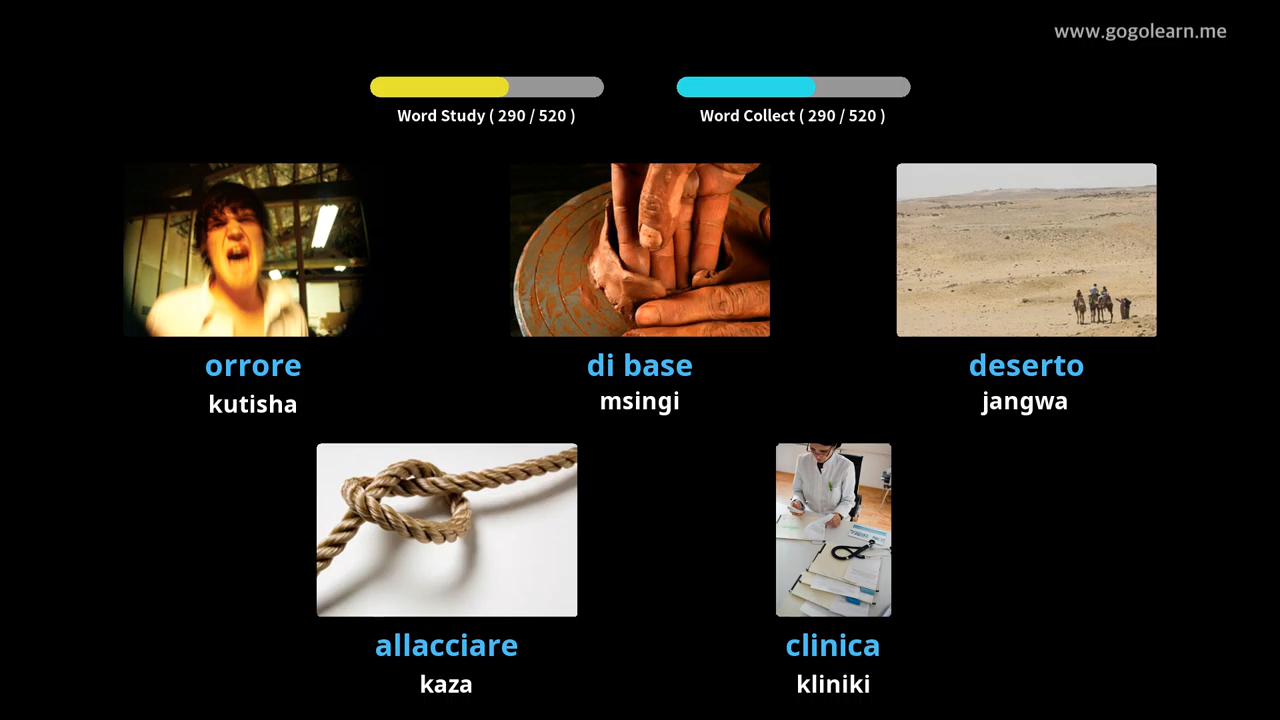 www.gogolearn.me
Word Study ( 290 / 520 )
Word Collect ( 290 / 520 )
orrore
kutisha
di base
msingi
deserto
jangwa
allacciare
kaza
clinica
kliniki